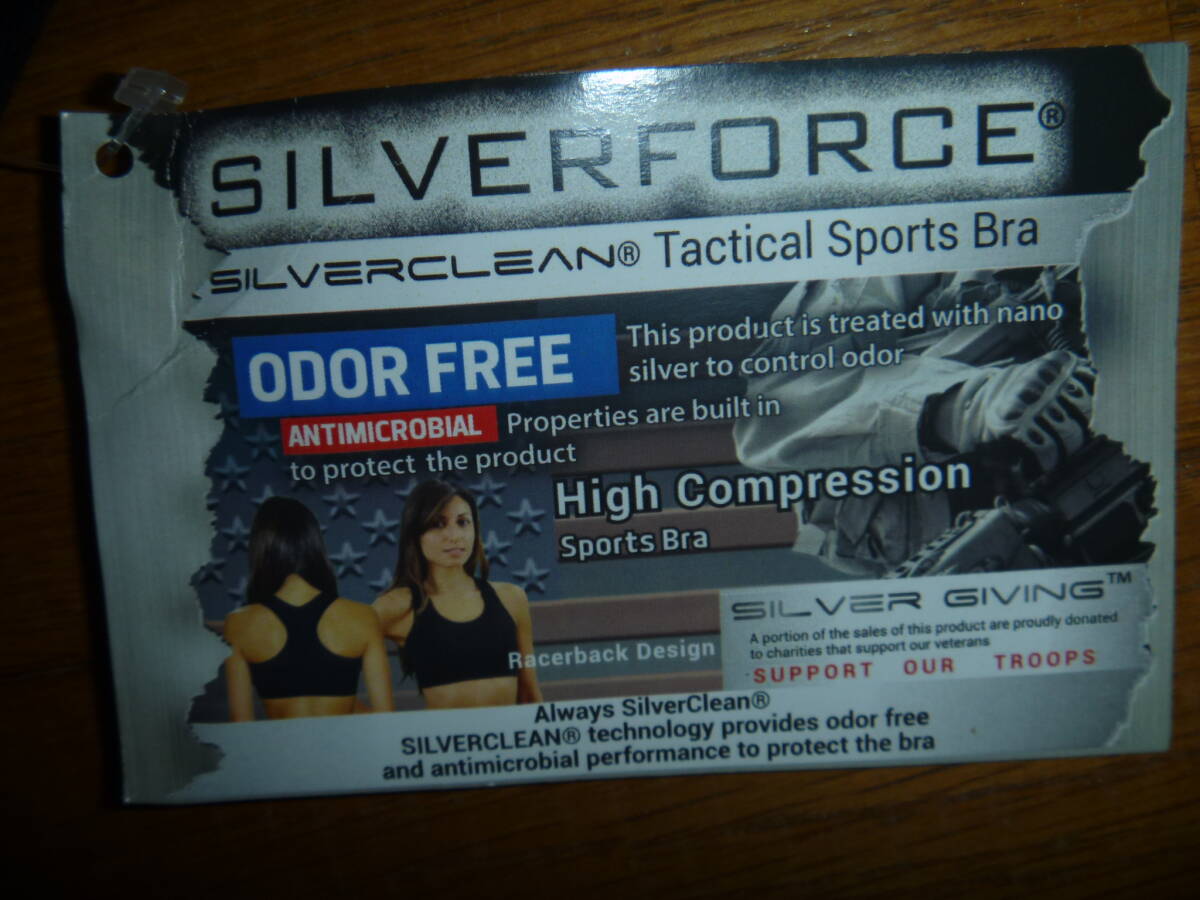 SILVERFORCE®
SILVERCLEAN® Tactical Sports Bra
ODOR FREE
This product is treated with nano
silver to control odor
ANTIMICROBIAL Properties are built in
to protect the product
High Compression
Sports Bra
Racerback Design
SILVER GIVING™
A portion of the sales of this product are proudly donated
to charities that support our veterans
SUPPORT OUR TROOPS
Always SilverClean®
SILVERCLEAN® technology provides odor free
and antimicrobial performance to protect the bra